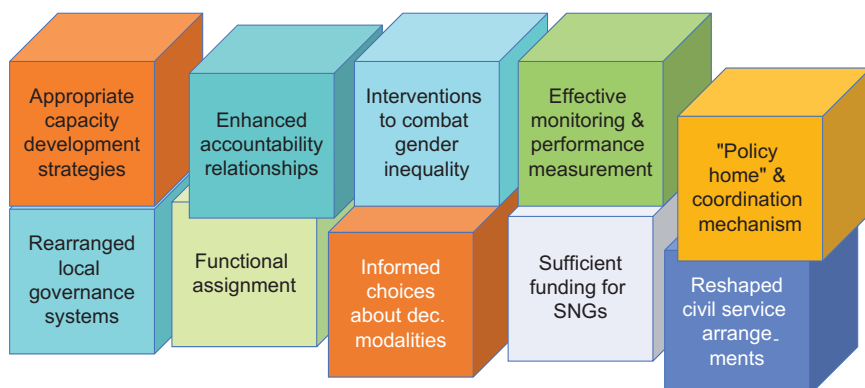 Appropriate
capacity
development
strategies
Enhanced
accountability
relationships
Interventions
to combat
gender
inequality
Effective
monitoring &
performance
measurement
"Policy
home" &
coordination
mechanism
Rearranged
local
governance
systems
Functional
assignment
Informed
choices
about dec.
modalities
Sufficient
funding for
SNGs
Reshaped
civil service
arrange-
ments